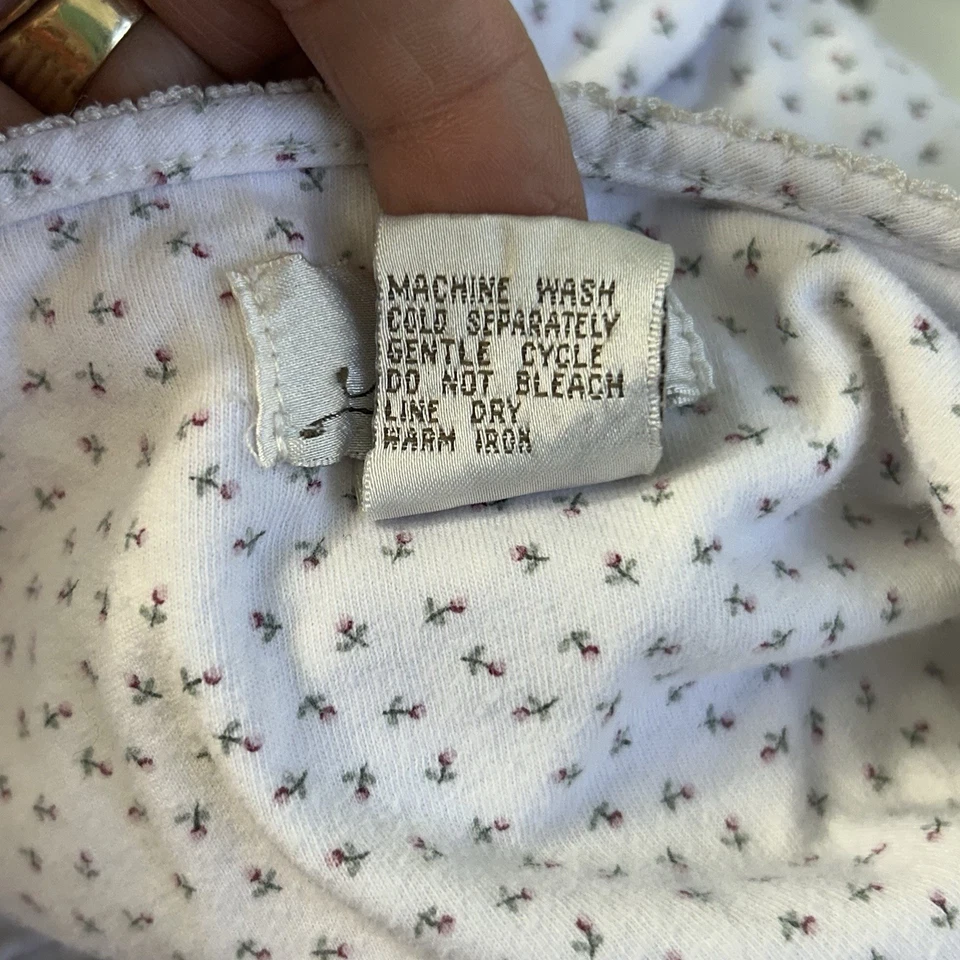 MACHINE WASH
COLD SEPARATELY
GENTLE CYCLE
DO NOT BLEACH
LINE DRY
WARM IRON